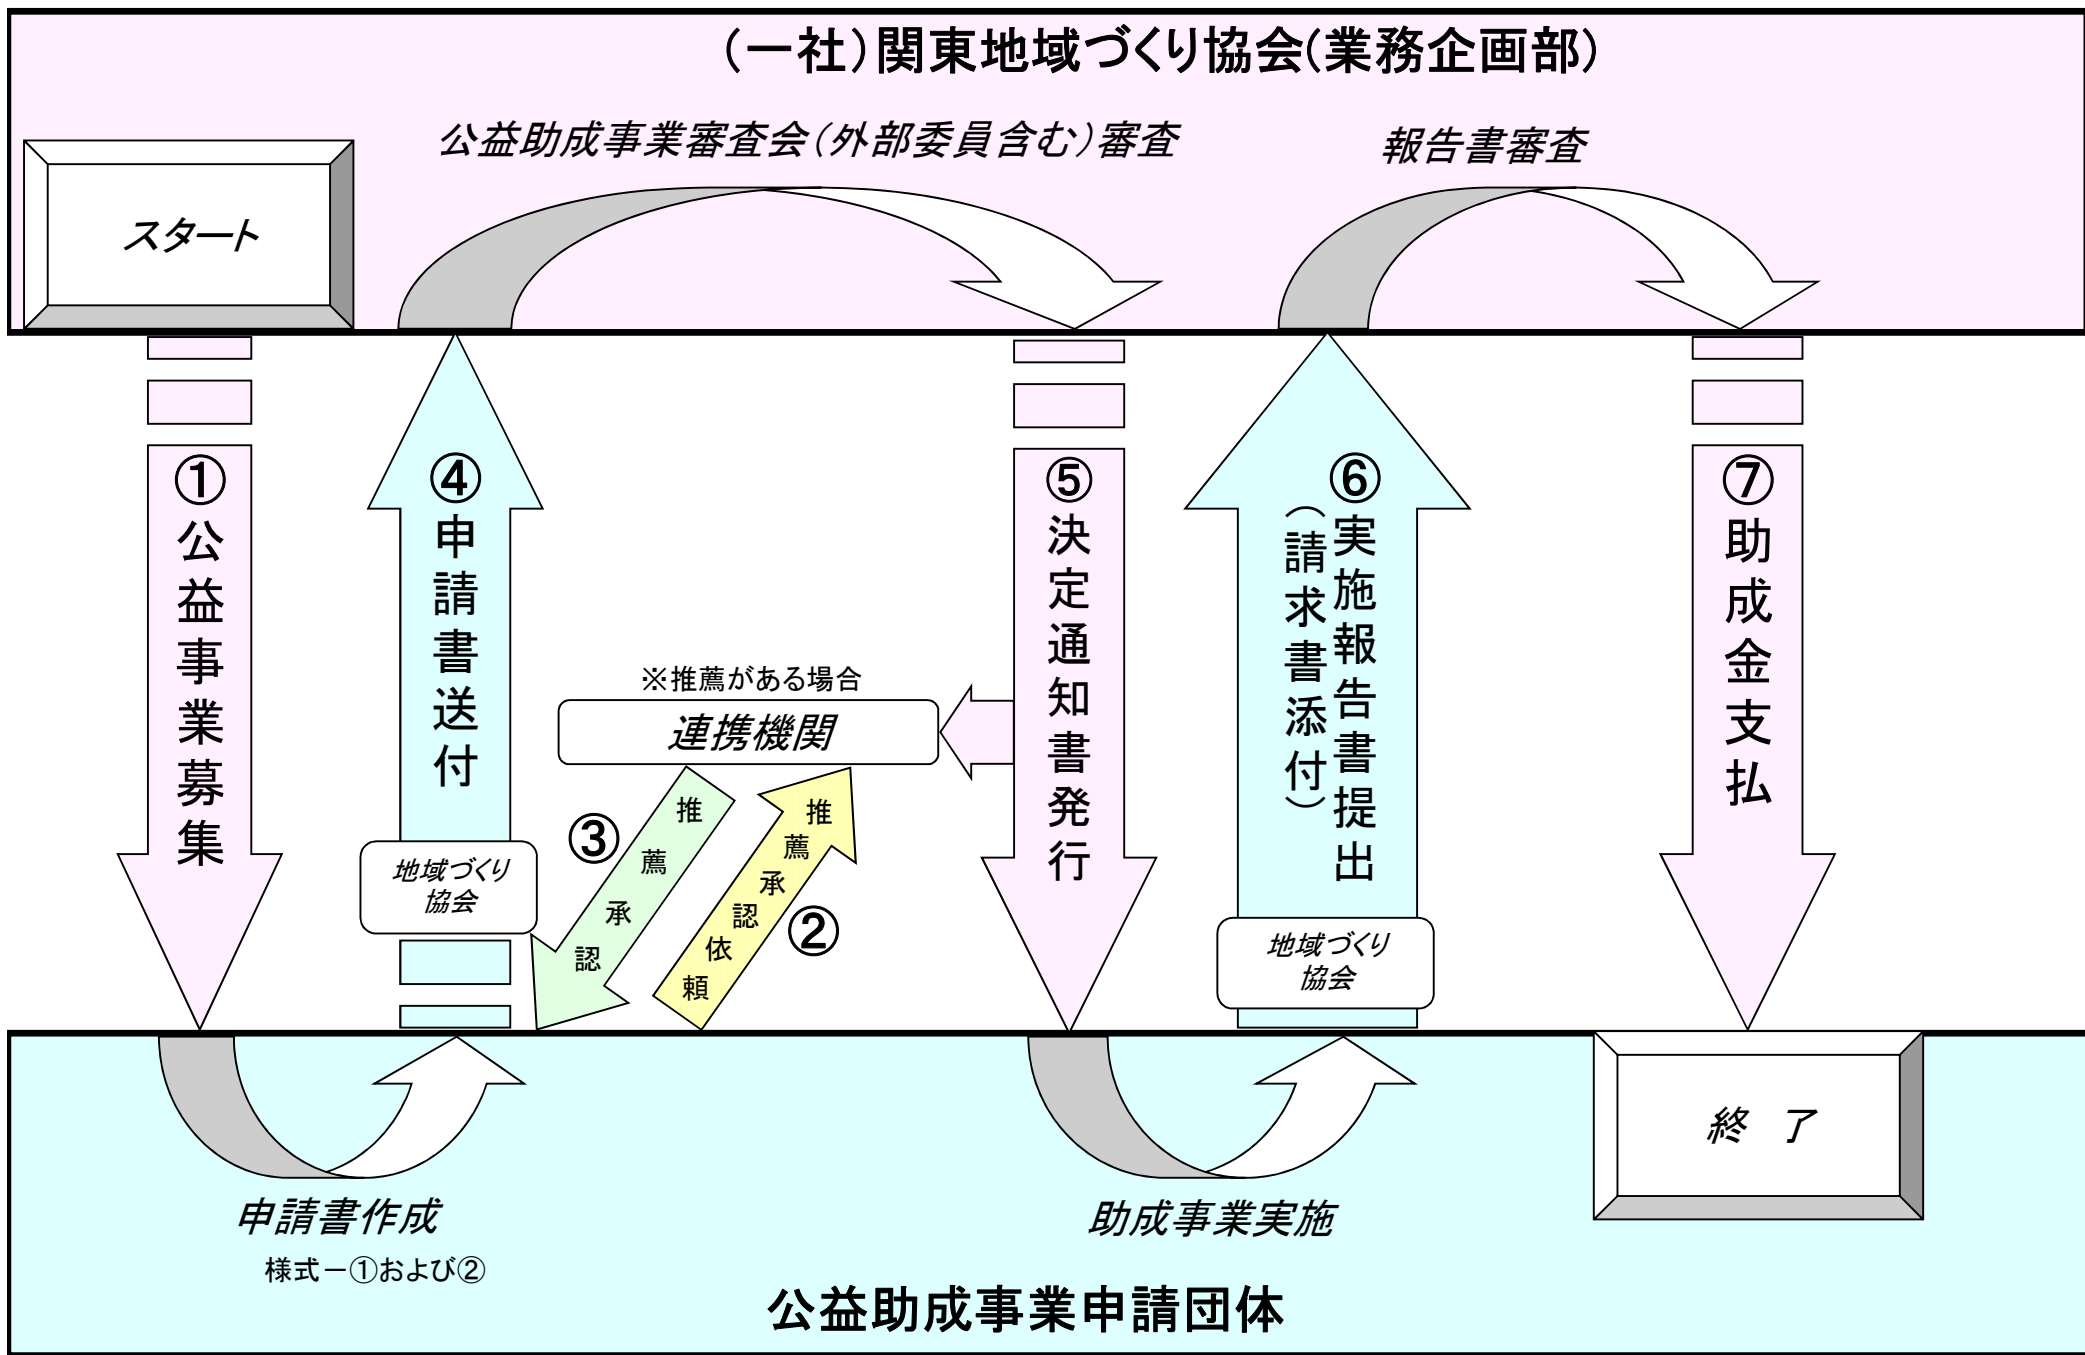 （一社）関東地域づくり協会(業務企画部)
公益助成事業審査会（外部委員含む）審査
報告書審査
スタート
①公益事業募集
④申請書送付
地域づくり
協会
※推薦がある場合
連携機関
③
推薦承認
推薦承認依頼
②
⑤決定通知書発行
⑥実施報告書提出
（請求書添付）
地域づくり
協会
⑦助成金支払
申請書作成
様式－①および②
助成事業実施
終　了
公益助成事業申請団体